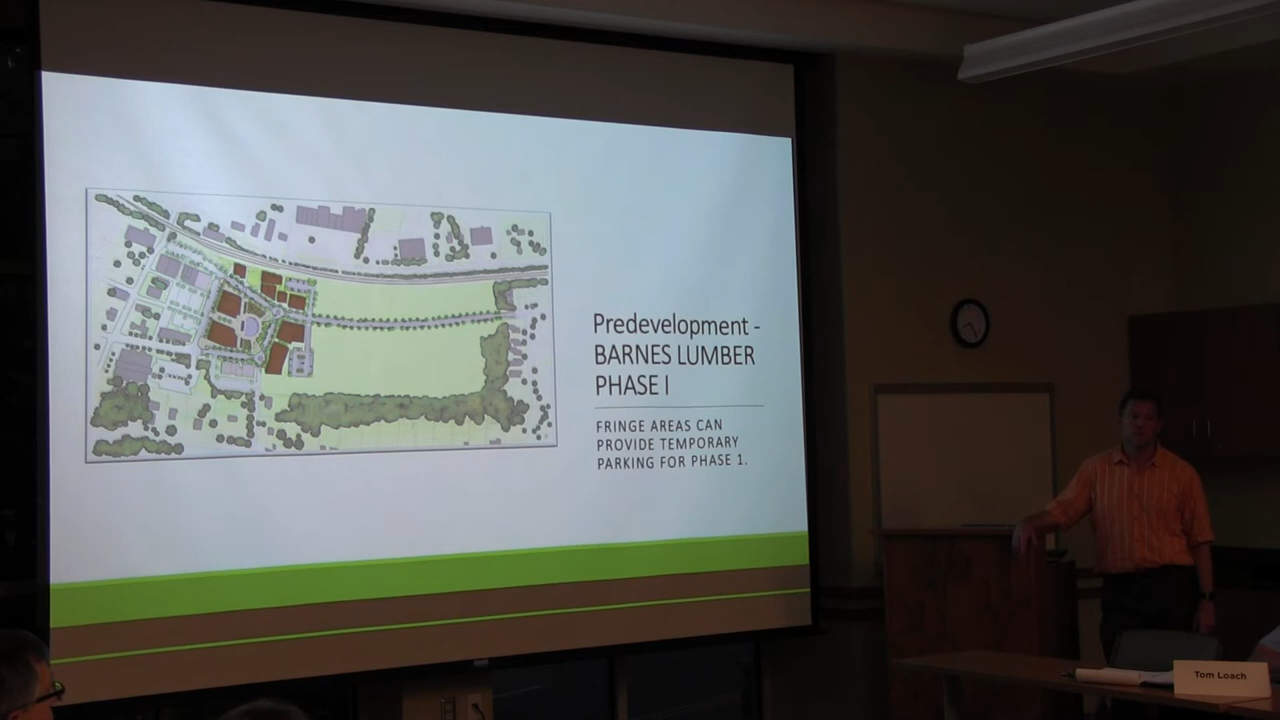 Predevelopment -
BARNES LUMBER
PHASE I
FRINGE AREAS CAN
PROVIDE TEMPORARY
PARKING FOR PHASE 1.
Tom Loach